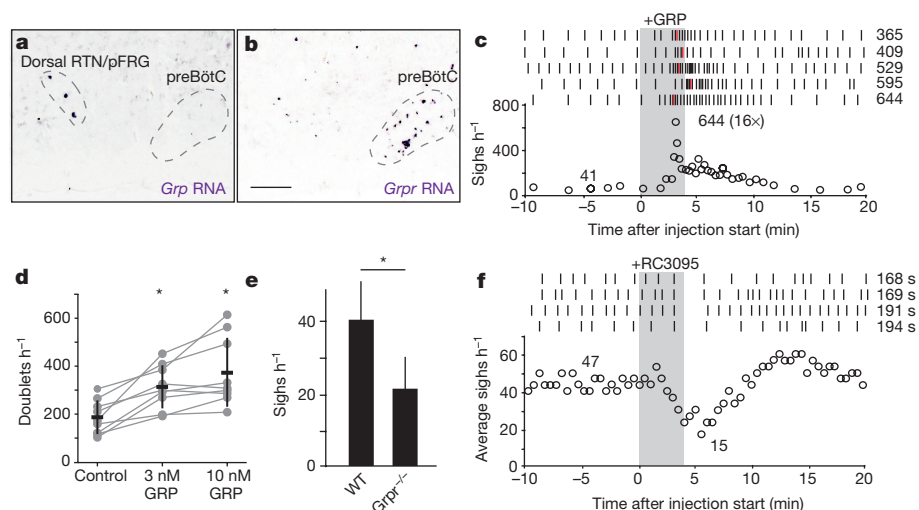 a
Dorsal RTN/pFRG
preBötC
Grp RNA
b
preBötC
Grpr RNA
c
+GRP
365
409
529
595
644
Sighs h–1
800
400
0
644 (16×)
41
–10
–5
0
5
10
15
20
Time after injection start (min)
d
Doublets h–1
600
400
200
0
*
*
Control
3 nM
GRP
10 nM
GRP
e
Sighs h–1
40
20
0
*
WT
Grpr–/–
f
+RC3095
168 s
169 s
191 s
194 s
Average sighs h–1
60
40
20
0
47
15
–10
–5
0
5
10
15
20
Time after injection start (min)